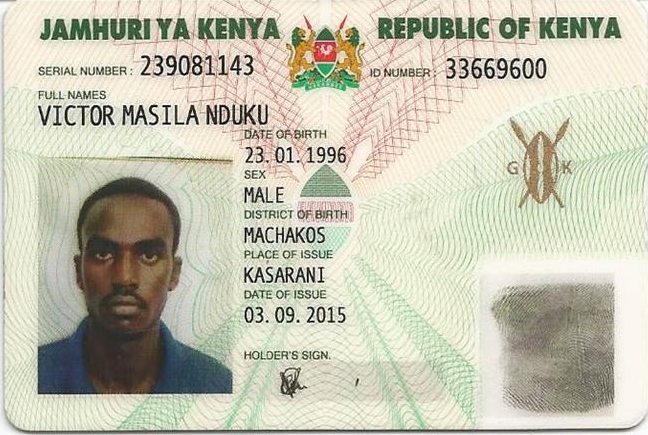 JAMHURI YA KENYA REPUBLIC OF KENYA
SERIAL NUMBER: 239081143 ID NUMBER: 33669600
FULL NAMES
VICTOR MASILA NDUKU
DATE OF BIRTH
23.01.1996
SEX
MALE
DISTRICT OF BIRTH
MACHAKOS
PLACE OF ISSUE
KASARANI
DATE OF ISSUE
03.09.2015
HOLDER'S SIGN.
G K